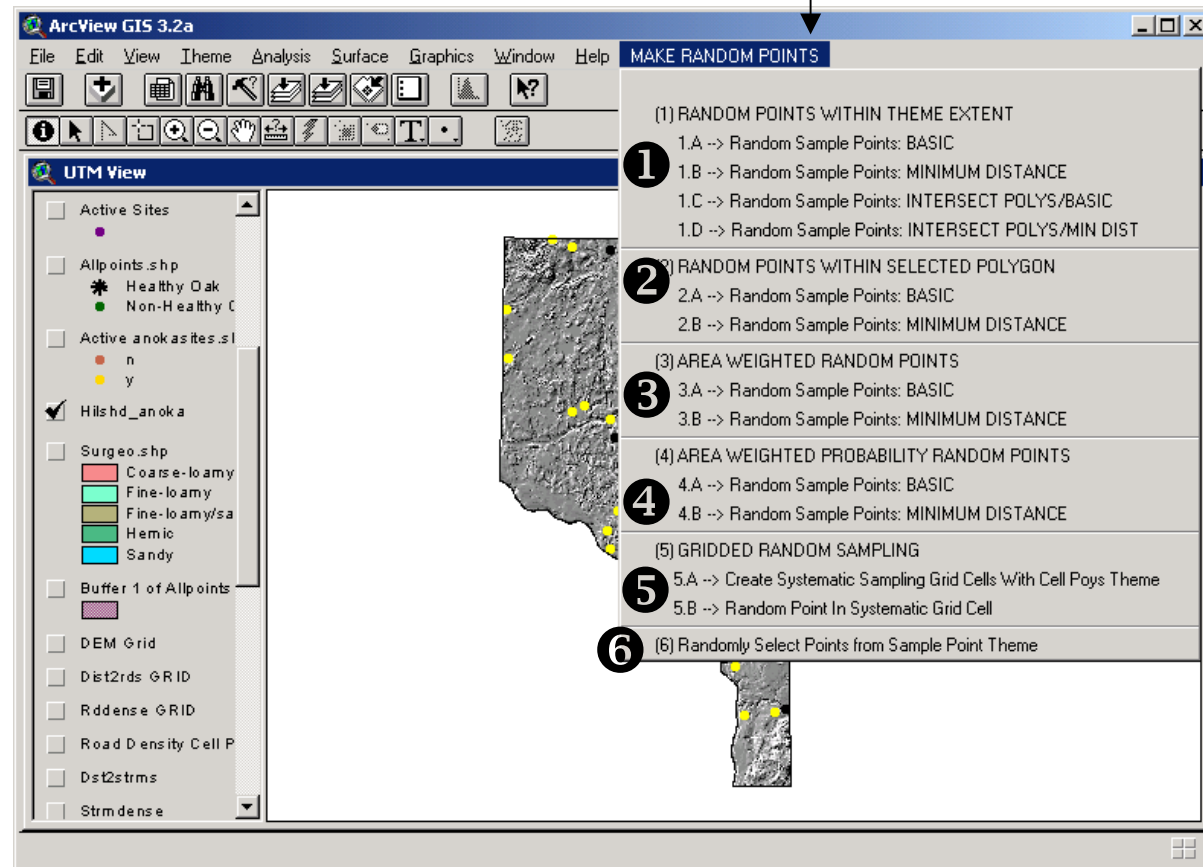 ArcView GIS 3.2a
File Edit View Theme Analysis Surface Graphics Window Help MAKE RANDOM POINTS
UTM View
Active Sites
Allpoints.shp
Healthy Oak
Non-Healthy
Active anokasites.s
n
y
Hilshd_anoka
Surgeo.shp
Coarse-loamy
Fine-loamy
Fine-loamy/sa
Hemic
Sandy
Buffer 1 of Allpoints
DEM Grid
Dist2rds GRID
Rddense GRID
Road Density Cell P
Dst2strms
Strmdense
(1) RANDOM POINTS WITHIN THEME EXTENT
1.A --> Random Sample Points: BASIC
1
1.B --> Random Sample Points: MINIMUM DISTANCE
1.C --> Random Sample Points: INTERSECT POLYS/BASIC
1.D --> Random Sample Points: INTERSECT POLYS/MIN DIST
2
) RANDOM POINTS WITHIN SELECTED POLYGON
2.A --> Random Sample Points: BASIC
2.B --> Random Sample Points: MINIMUM DISTANCE
(3) AREA WEIGHTED RANDOM POINTS
3
3.A --> Random Sample Points: BASIC
3.B --> Random Sample Points: MINIMUM DISTANCE
(4) AREA WEIGHTED PROBABILITY RANDOM POINTS
4
4.A --> Random Sample Points: BASIC
4.B --> Random Sample Points: MINIMUM DISTANCE
(5) GRIDDED RANDOM SAMPLING
5
5.A --> Create Systematic Sampling Grid Cells With Cell Poys Theme
5.B --> Random Point In Systematic Grid Cell
6
(6) Randomly Select Points from Sample Point Theme